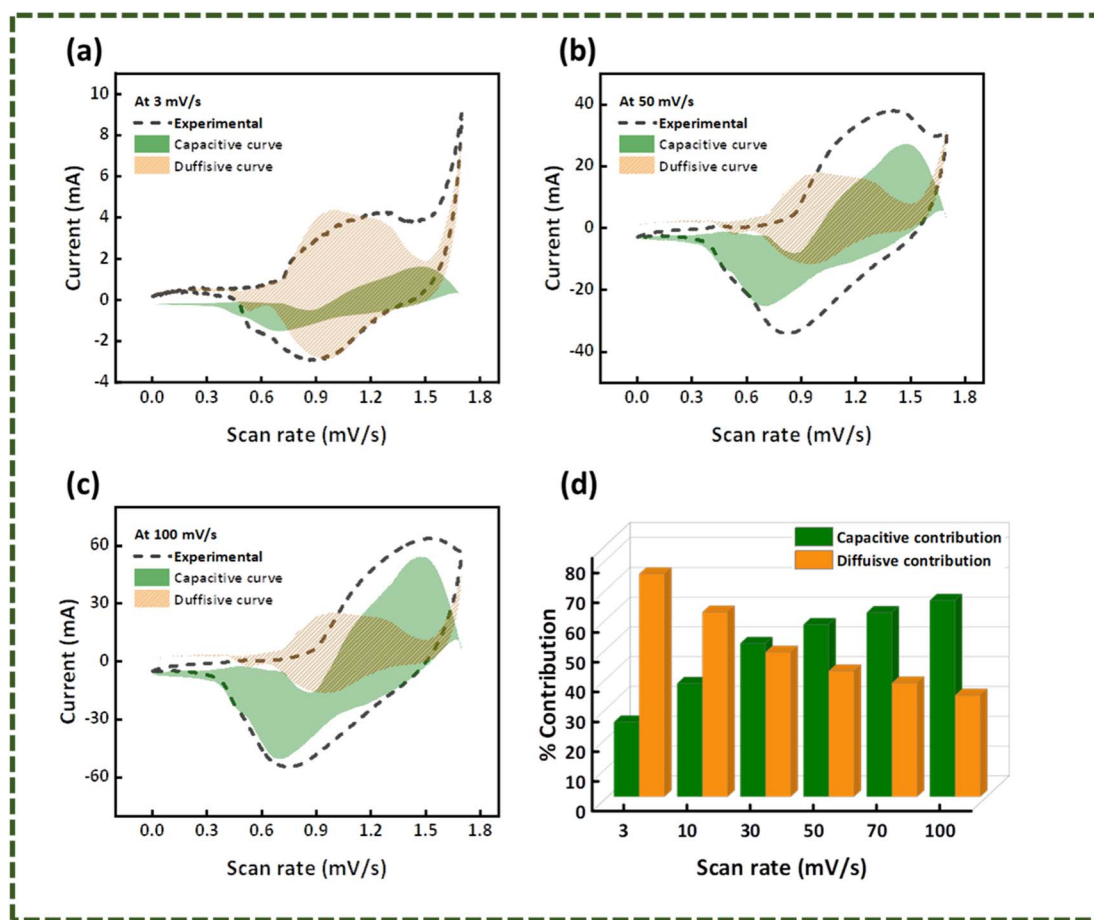 (a)
At 3 mV/s
Experimental
Capacitive curve
Duffisive curve
10
8
6
4
2
0
-2
-4
Current (mA)
0.0 0.3 0.6 0.9 1.2 1.5 1.8
Scan rate (mV/s)
(b)
At 50 mV/s
Experimental
Capacitive curve
Duffisive curve
40
20
0
-20
-40
Current (mA)
0.0 0.3 0.6 0.9 1.2 1.5 1.8
Scan rate (mV/s)
(c)
At 100 mV/s
Experimental
Capacitive curve
Duffisive curve
60
30
0
-30
-60
Current (mA)
0.0 0.3 0.6 0.9 1.2 1.5 1.8
Scan rate (mV/s)
(d)
Capacitive contribution
Diffuisve contribution
80
70
60
50
40
30
20
10
0
% Contribution
3 10 30 50 70 100
Scan rate (mV/s)